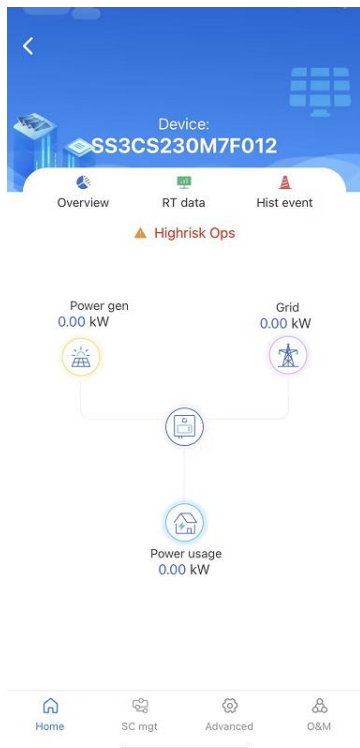 Device:
SS3CS230M7F012
Overview RT data Hist event
Highrisk Ops
Power gen
0.00 kW
Grid
0.00 kW
Power usage
0.00 kW
Home SC mgt Advanced O&M